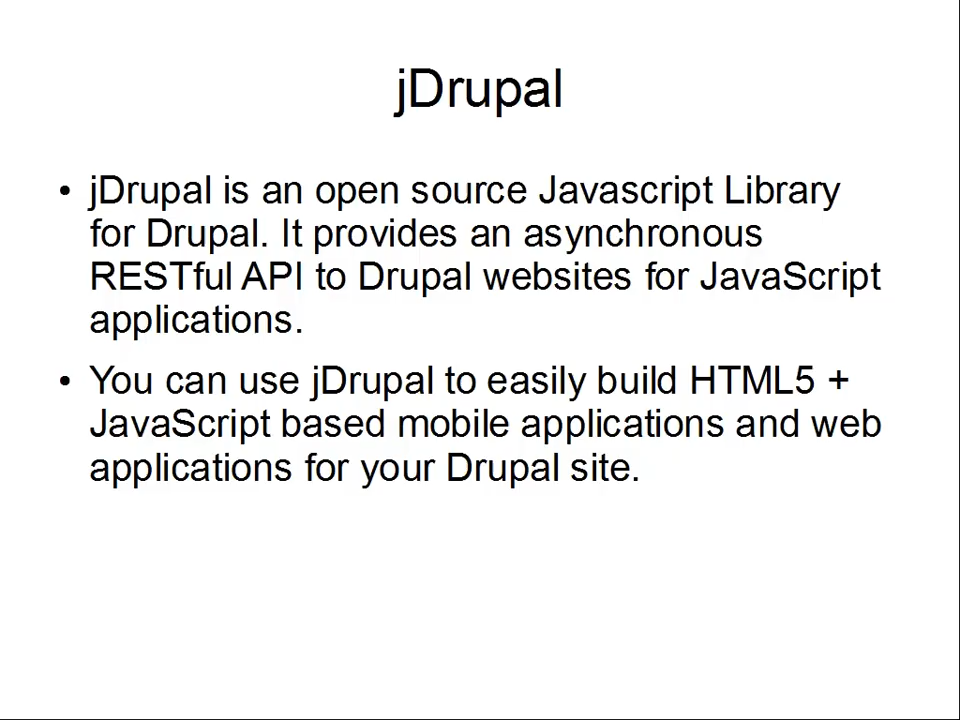 jDrupal
• jDrupal is an open source Javascript Library
for Drupal. It provides an asynchronous
RESTful API to Drupal websites for JavaScript
applications.
• You can use jDrupal to easily build HTML5 +
JavaScript based mobile applications and web
applications for your Drupal site.